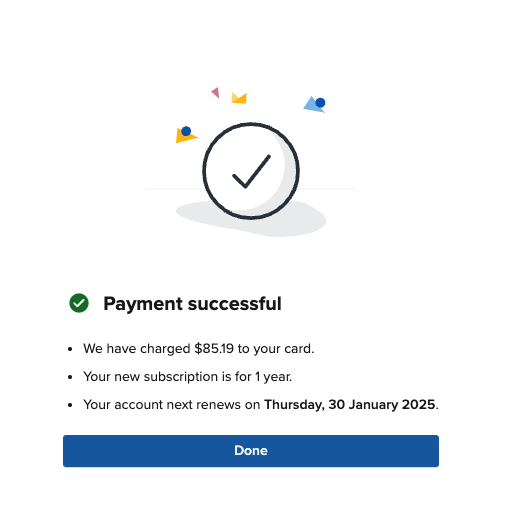 Payment successful
We have charged $85.19 to your card.
Your new subscription is for 1 year.
Your account next renews on Thursday, 30 January 2025.
Done